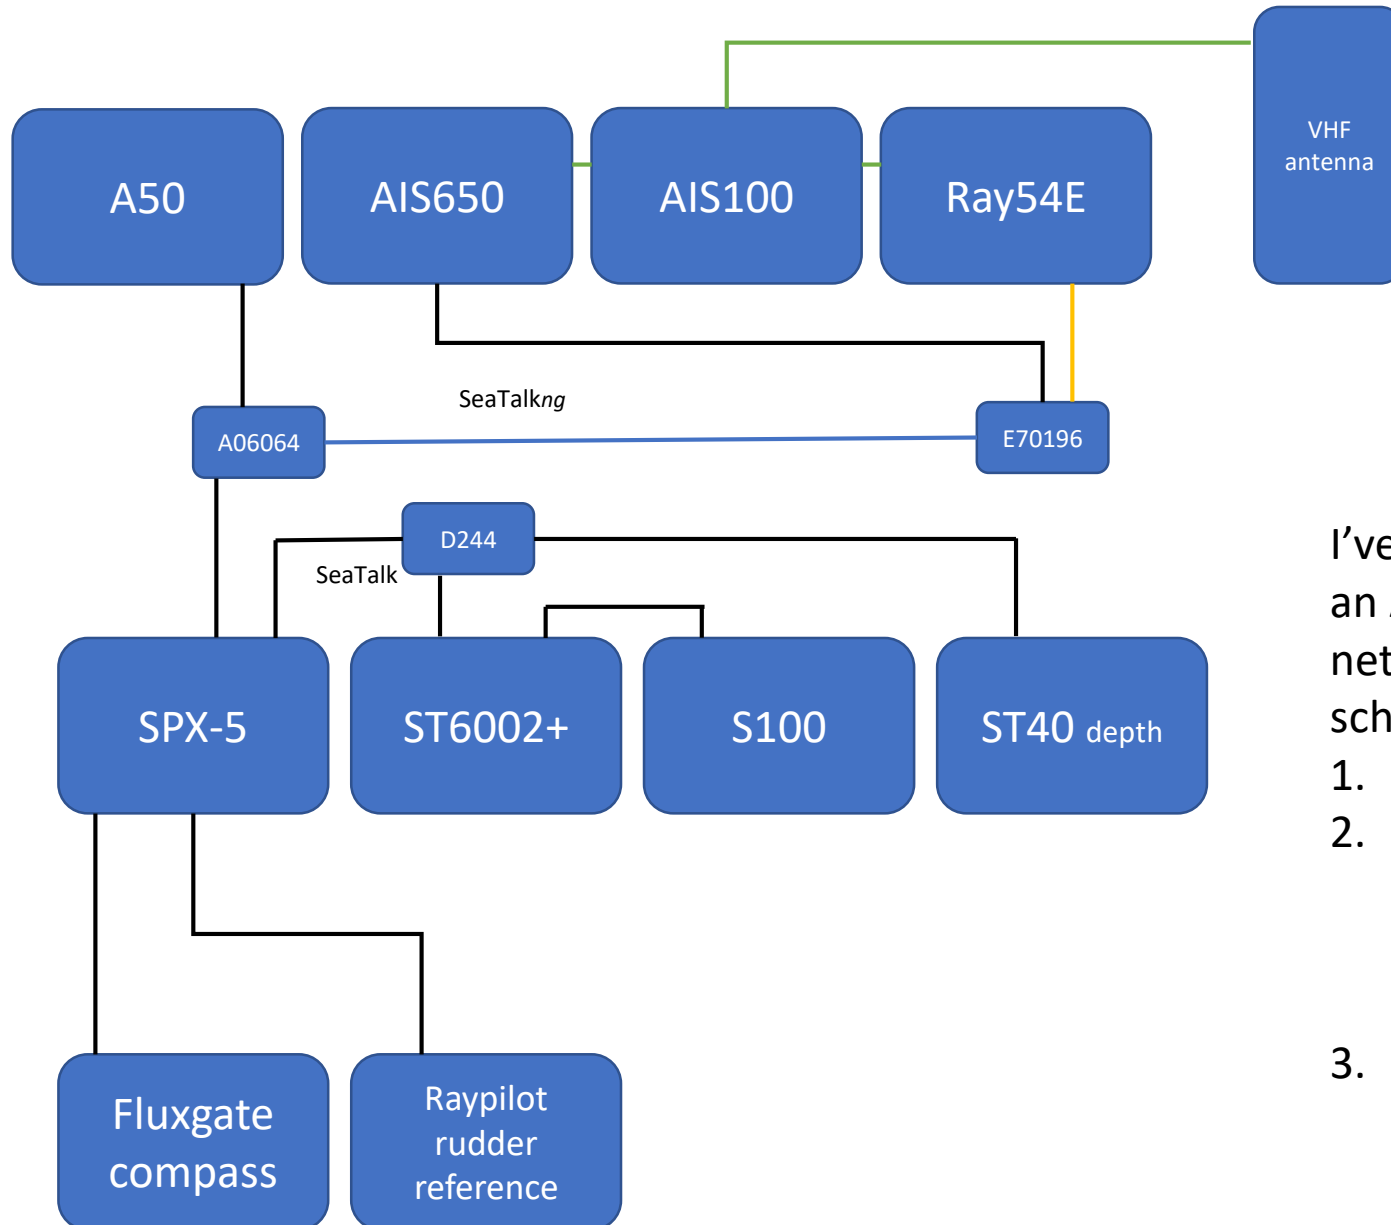 VHF
antenna
A50
AIS650
AIS100
Ray54E
SeaTalkng
A06064
E70196
D244
SeaTalk
SPX-5
ST6002+
S100
ST40 depth
I’ve
an
net
sch
1.
2.
3.
Fluxgate
compass
Raypilot
rudder
reference